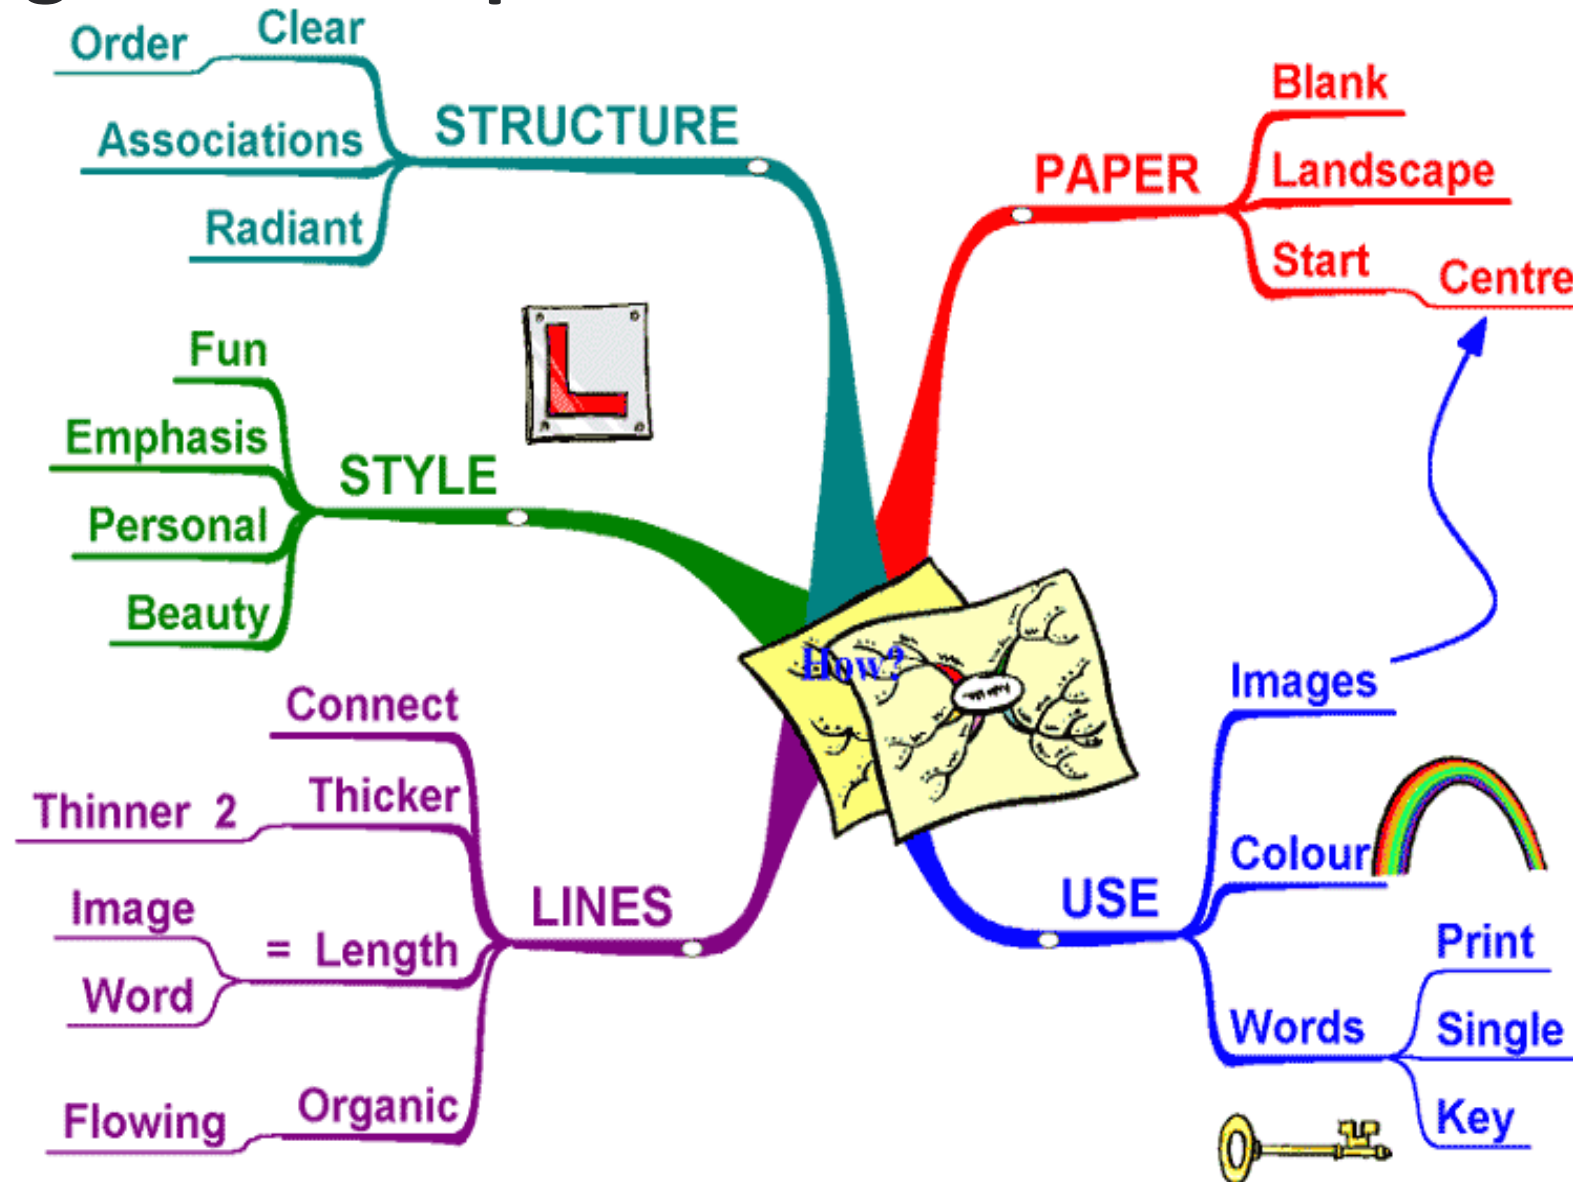 Order
Clear
STRUCTURE
Associations
Radiant
PAPER
Blank
Landscape
Start
Centre
L
Fun
Emphasis
STYLE
Personal
Beauty
How?
Connect
Thinner 2
Thicker
LINES
Image
= Length
Word
Flowing
Organic
Images
Colour
USE
Words
Print
Single
Key